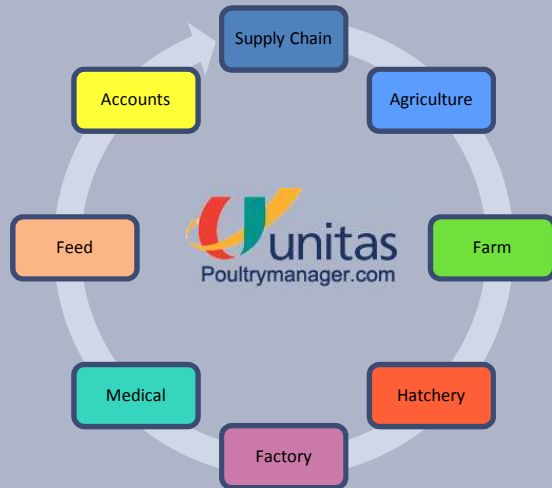 Supply Chain
Agriculture
Farm
Hatchery
Factory
Medical
Feed
Accounts
unitas
Poultrymanager.com